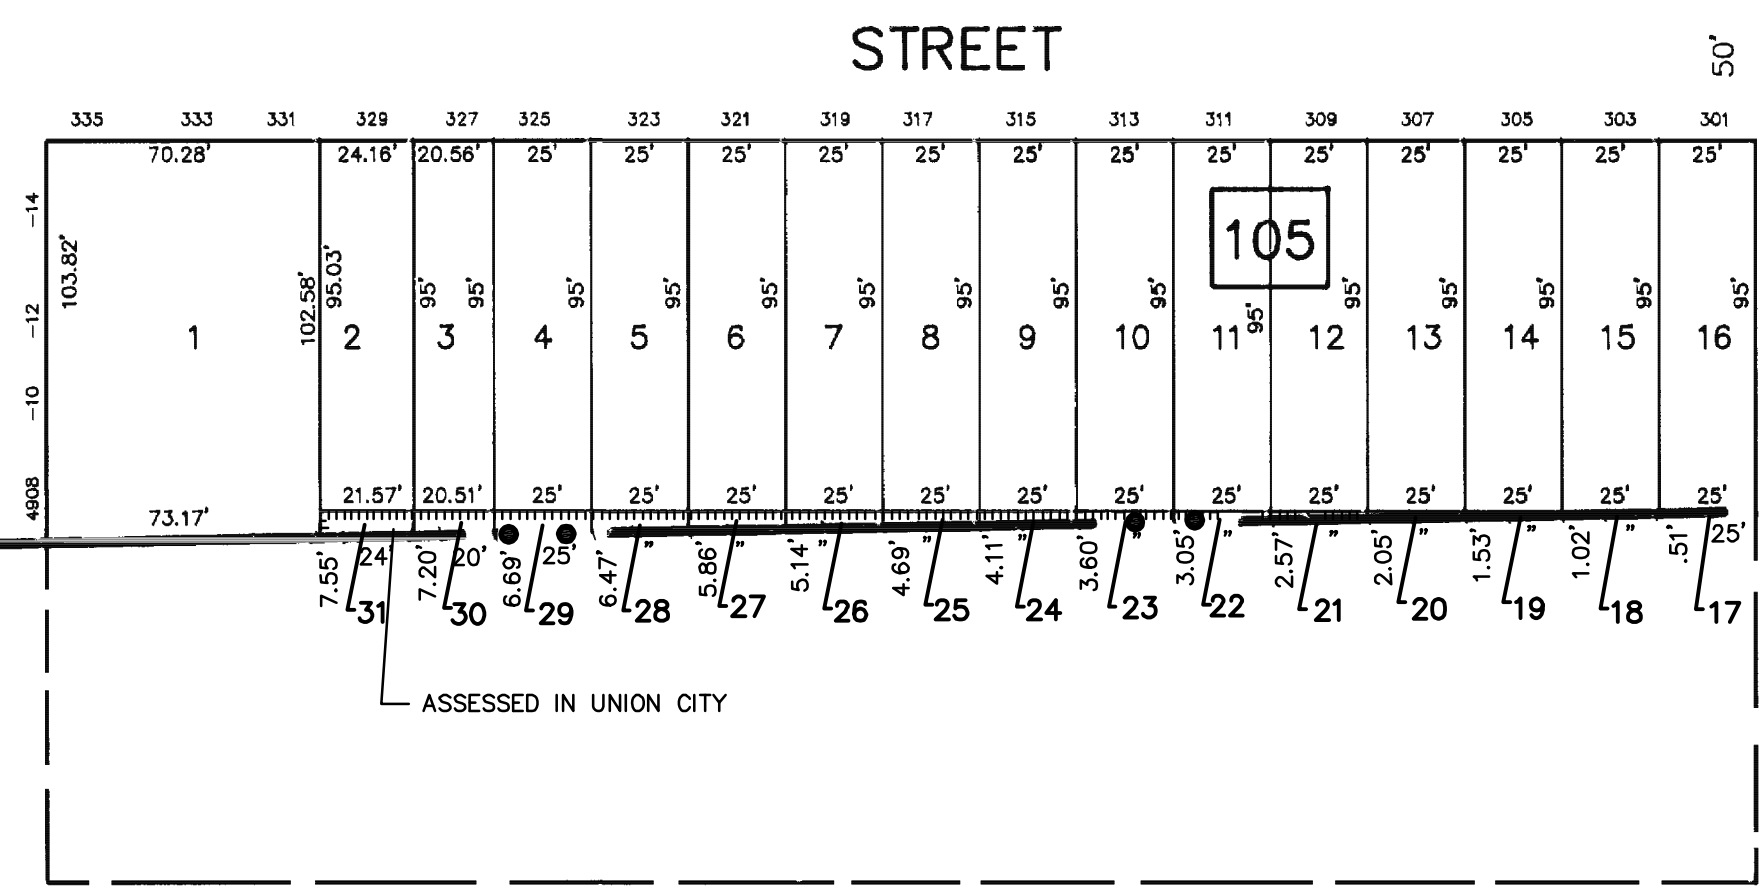 STREET
50'
335 333 331 329 327 325 323 321 319 317 315 313 311 309 307 305 303 301
70.28' 24.16' 20.56' 25' 25' 25' 25' 25' 25' 25' 25' 25' 25' 25' 25' 25'
-14
105
103.82' 102.58' 95.03' 95' 95' 95' 95' 95' 95' 95' 95' 95' 95' 95' 95' 95' 95' 95'
-12
1 2 3 4 5 6 7 8 9 10 11 12 13 14 15 16
-10
4908
73.17' 21.57' 20.51' 25' 25' 25' 25' 25' 25' 25' 25' 25' 25' 25' 25' 25'
7.55' 24' 7.20' 20' 6.69' 25' 6.47' " 5.86' " 5.14' " 4.69' " 4.11' " 3.60' " 3.05' " 2.57' " 2.05' " 1.53' " 1.02' " .51' 25'
31 30 29 28 27 26 25 24 23 22 21 20 19 18 17
ASSESSED IN UNION CITY